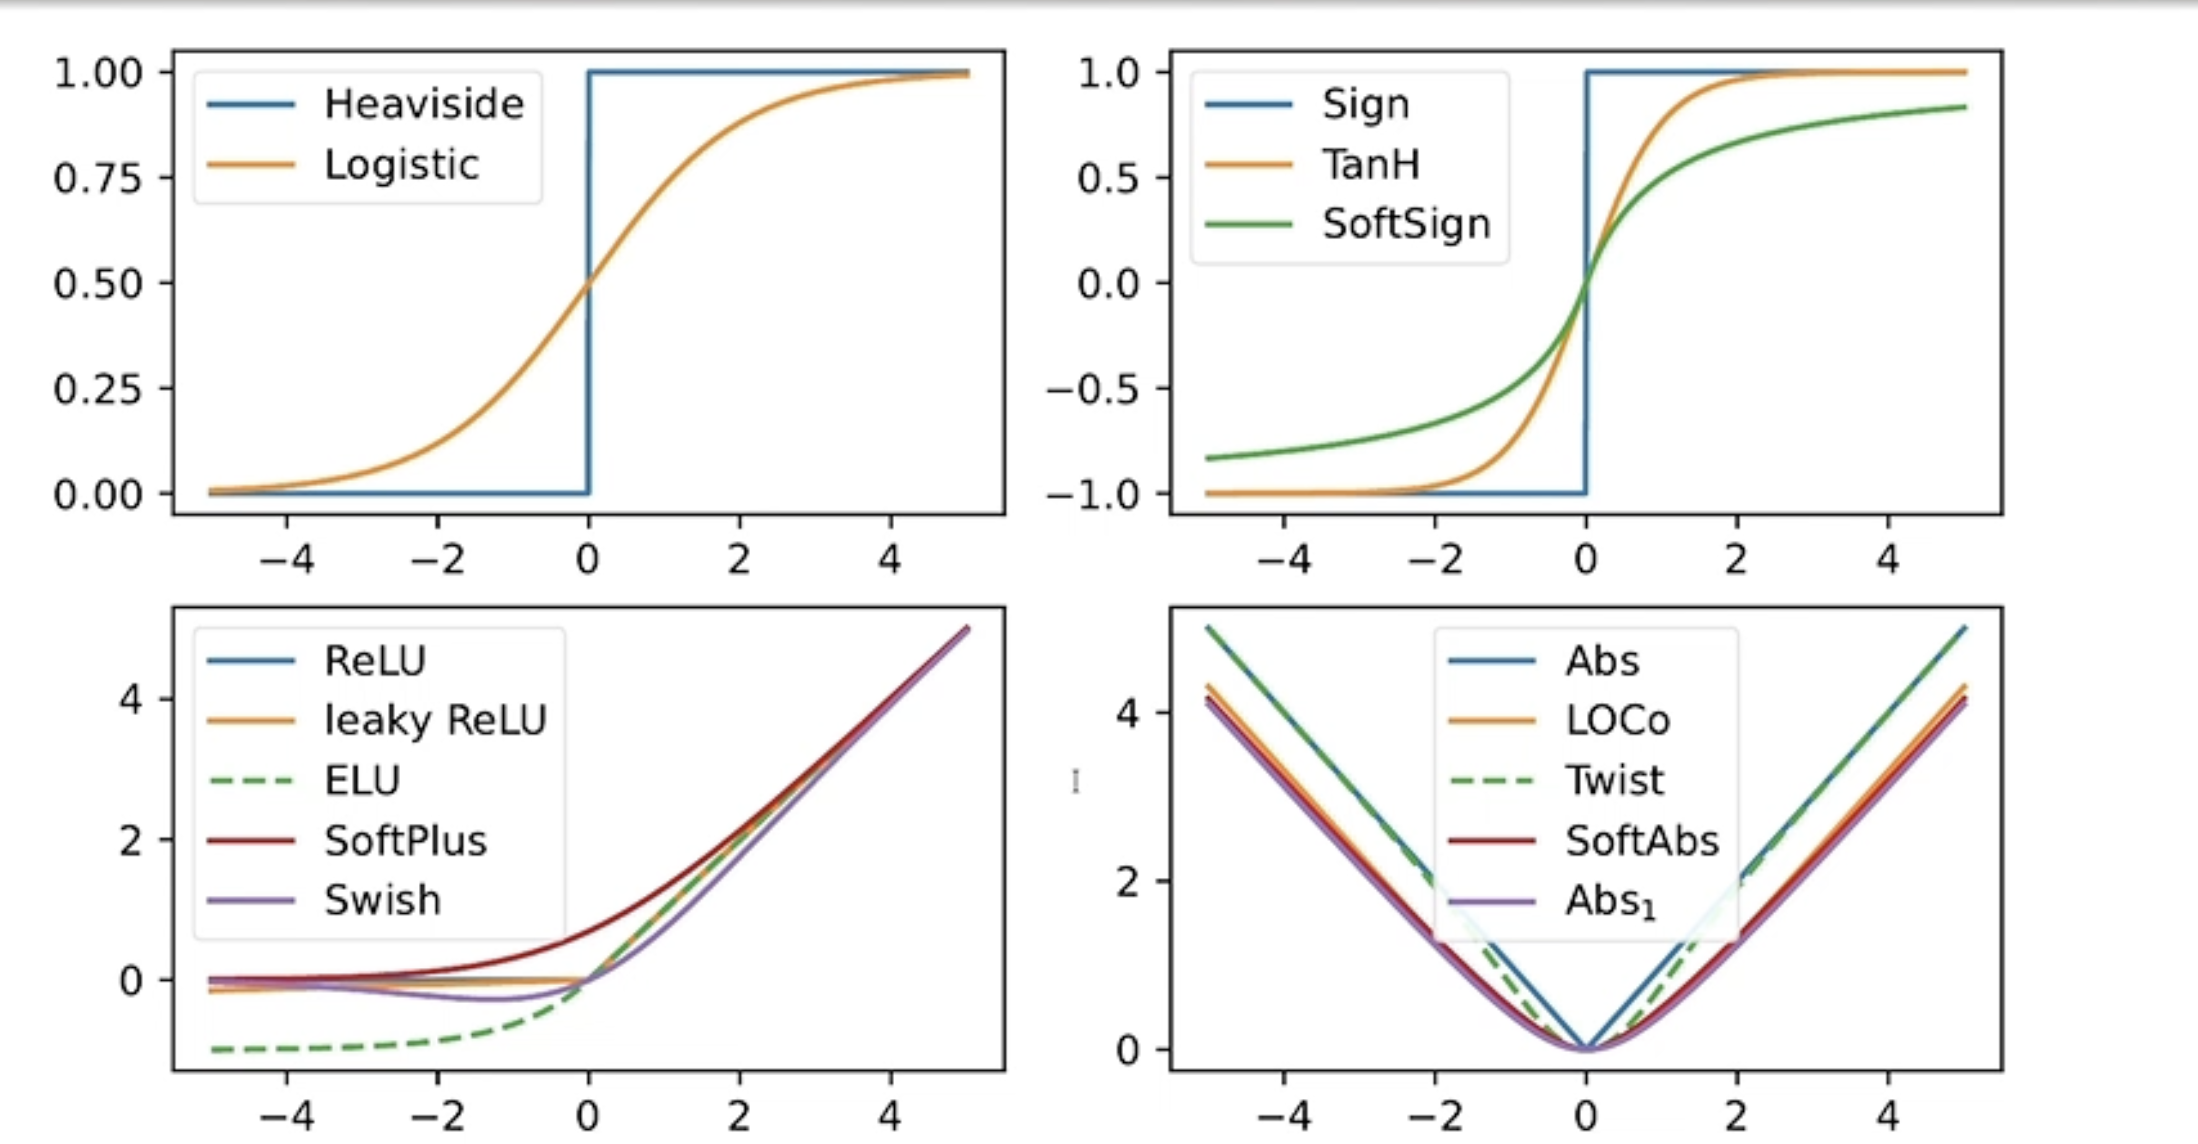 1.00
0.75
0.50
0.25
0.00
Heaviside
Logistic
−4 −2 0 2 4
1.0
0.5
0.0
−0.5
−1.0
Sign
TanH
SoftSign
−4 −2 0 2 4
4
2
0
ReLU
leaky ReLU
ELU
SoftPlus
Swish
−4 −2 0 2 4
4
2
0
Abs
LOCo
Twist
SoftAbs
Abs₁
−4 −2 0 2 4